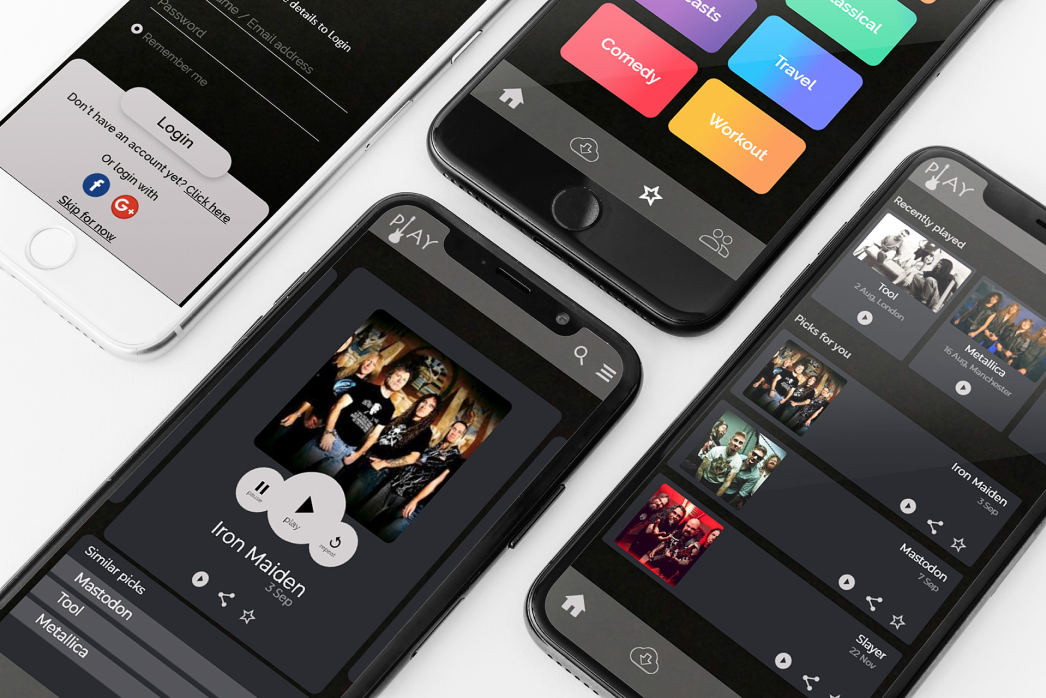 me / Email address
details to Login
Password
Remember me
Login
Don't have an account yet? Click here
Or login with
f
G+
Skip for now
Classical
Comedy
Travel
Workout
PLAY
pause
play
repeat
Iron Maiden
3 Sep
Similar picks
Mastodon
Tool
Metallica
PLAY
Recently played
Tool
2 Aug, London
Metallica
16 Aug, Manchester
Picks for you
Iron Maiden
3 Sep
Mastodon
7 Sep
Slayer
22 Nov